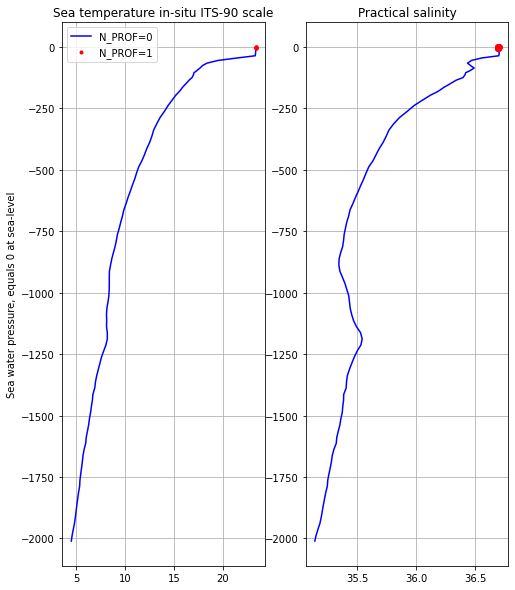 Sea temperature in-situ ITS-90 scale
N_PROF=0
N_PROF=1
Sea water pressure, equals 0 at sea-level
0
−250
−500
−750
−1000
−1250
−1500
−1750
−2000
5 10 15 20
Practical salinity
0
−250
−500
−750
−1000
−1250
−1500
−1750
−2000
35.5 36.0 36.5